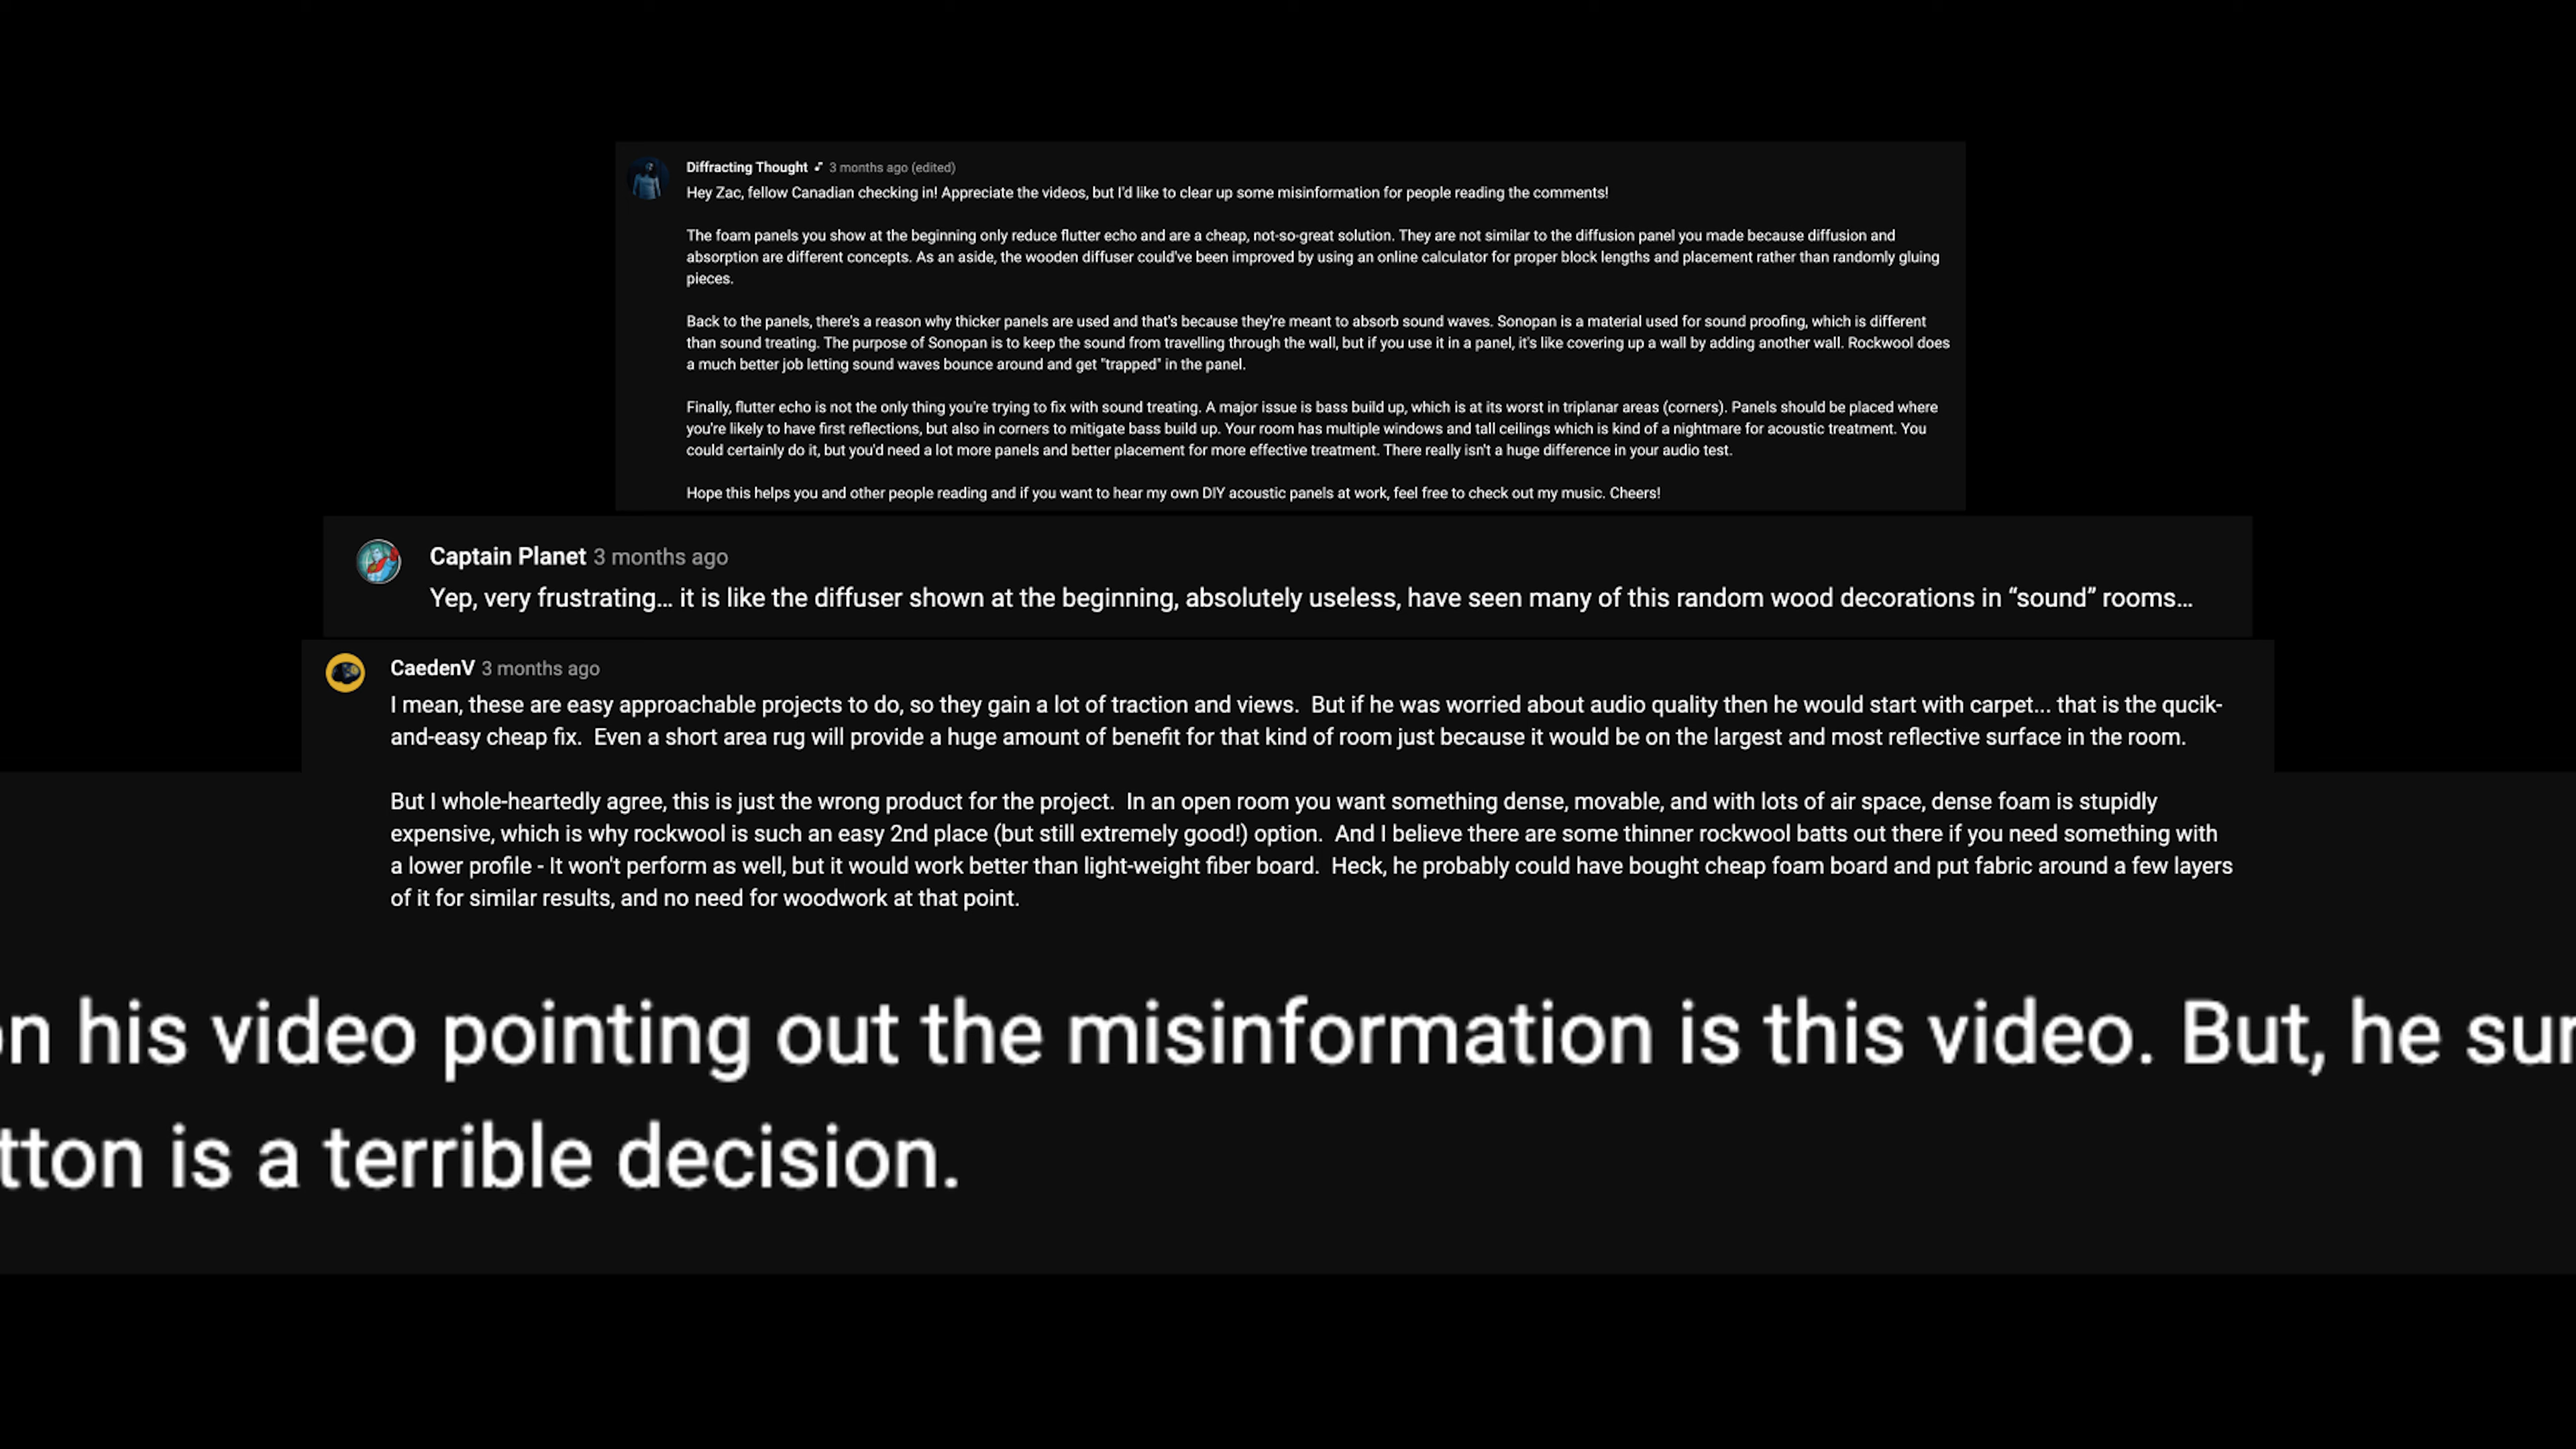 Diffracting Thought 3 months ago (edited)
Hey Zac, fellow Canadian checking in! Appreciate the videos, but I'd like to clear up some misinformation for people reading the comments!
The foam panels you show at the beginning only reduce flutter echo and are a cheap, not-so-great solution. They are not similar to the diffusion panel you made because diffusion and
absorption are different concepts. As an aside, the wooden diffuser could've been improved by using an online calculator for proper block lengths and placement rather than randomly gluing
pieces.
Back to the panels, there's a reason why thicker panels are used and that's because they're meant to absorb sound waves. Sonopan is a material used for sound proofing, which is different
than sound treating. The purpose of Sonopan is to keep the sound from travelling through the wall, but if you use it in a panel, it's like covering up a wall by adding another wall. Rockwool does
a much better job letting sound waves bounce around and get "trapped" in the panel.
Finally, flutter echo is not the only thing you're trying to fix with sound treating. A major issue is bass build up, which is at its worst in triplanar areas (corners). Panels should be placed where
you're likely to have first reflections, but also in corners to mitigate bass build up. Your room has multiple windows and tall ceilings which is kind of a nightmare for acoustic treatment. You
could certainly do it, but you'd need a lot more panels and better placement for more effective treatment. There really isn't a huge difference in your audio test.
Hope this helps you and other people reading and if you want to hear my own DIY acoustic panels at work, feel free to check out my music. Cheers!
Captain Planet 3 months ago
Yep, very frustrating... it is like the diffuser shown at the beginning, absolutely useless, have seen many of this random wood decorations in “sound” rooms...
CaedenV 3 months ago
I mean, these are easy approachable projects to do, so they gain a lot of traction and views. But if he was worried about audio quality then he would start with carpet... that is the qucik-
and-easy cheap fix. Even a short area rug will provide a huge amount of benefit for that kind of room just because it would be on the largest and most reflective surface in the room.
But I whole-heartedly agree, this is just the wrong product for the project. In an open room you want something dense, movable, and with lots of air space, dense foam is stupidly
expensive, which is why rockwool is such an easy 2nd place (but still extremely good!) option. And I believe there are some thinner rockwool batts out there if you need something with
a lower profile - It won't perform as well, but it would work better than light-weight fiber board. Heck, he probably could have bought cheap foam board and put fabric around a few layers
of it for similar results, and no need for woodwork at that point.
on his video pointing out the misinformation is this video. But, he sur
tton is a terrible decision.